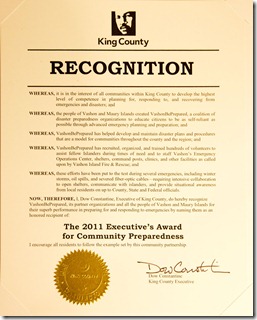 King County
RECOGNITION
WHEREAS, it is in the interest of all communities within King County to develop the highest
level of competence in planning for, responding to, and recovering from
emergencies and disasters; and
WHEREAS, the people of Vashon and Maury Islands created VashonBePrepared, a coalition of
disaster preparedness organizations to educate citizens to be as self-reliant as
possible through advanced emergency planning and preparation; and
WHEREAS, VashonBePrepared has helped develop and maintain disaster plans and procedures
that are a model for communities throughout the county and the region; and
WHEREAS, VashonBePrepared has recruited, organized, and trained hundreds of volunteers to
assist fellow Islanders during times of need and to staff Vashon's Emergency
Operations Center, shelters, command posts, clinics, and other facilities as called
upon by Vashon Island Fire & Rescue; and
WHEREAS, these efforts have been put to the test during several emergencies, including winter
storms, oil spills, and severed fiber-optic cables– requiring intensive collaboration
to open shelters, communicate with islanders, and provide situational awareness
from local residents on up to County, State and Federal officials
NOW, THEREFORE, I, Dow Constantine, Executive of King County, do hereby recognize
VashonBePrepared, its partner organizations and all the people of Vashon and Maury Islands for
their superb performance in preparing for and responding to emergencies by naming them as an
honored recipient of
The 2011 Executive's Award
for Community Preparedness
I encourage all residents to follow the example set by this community partnership
Dow Constantine
Dow Constantine
King County Executive